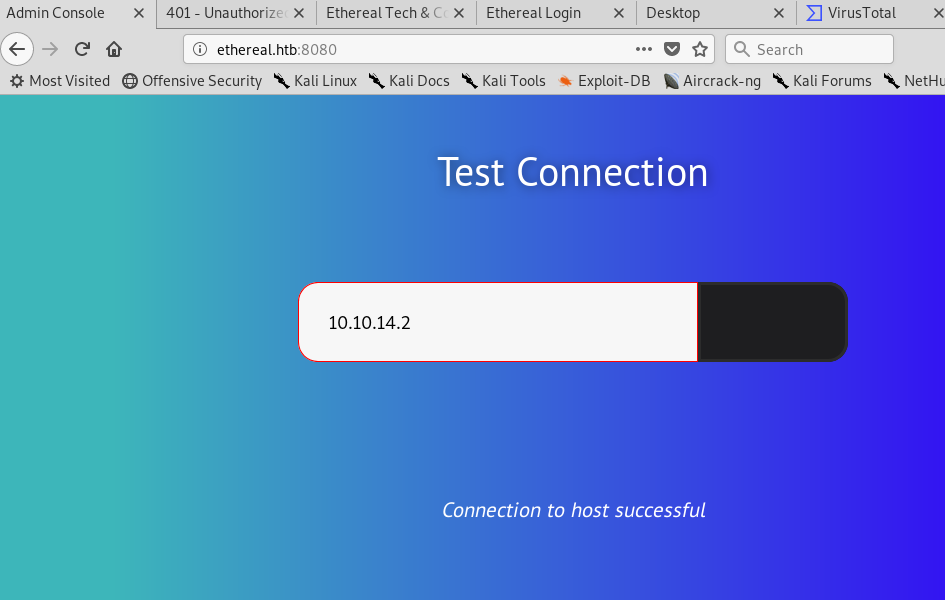 Admin Console 401 - Unauthorized Ethereal Tech & Co Ethereal Login Desktop VirusTotal
ethereal.htb:8080 Search
Most Visited Offensive Security Kali Linux Kali Docs Kali Tools Exploit-DB Aircrack-ng Kali Forums NetHu
Test Connection
10.10.14.2
Connection to host successful